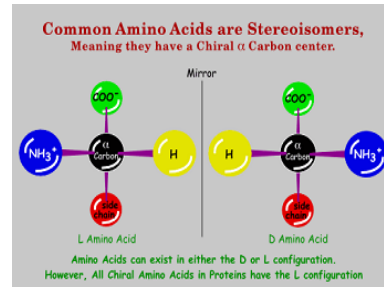 Common Amino Acids are Stereoisomers,
Meaning they have a Chiral α Carbon center.
Mirror
COO⁻
COO⁻
NH3⁺
α
Carbon
H
H
α
Carbon
NH3⁺
side
chain
side
chain
L Amino Acid
D Amino Acid
Amino Acids can exist in either the D or L configuration.
However, All Chiral Amino Acids in Proteins have the L configuration